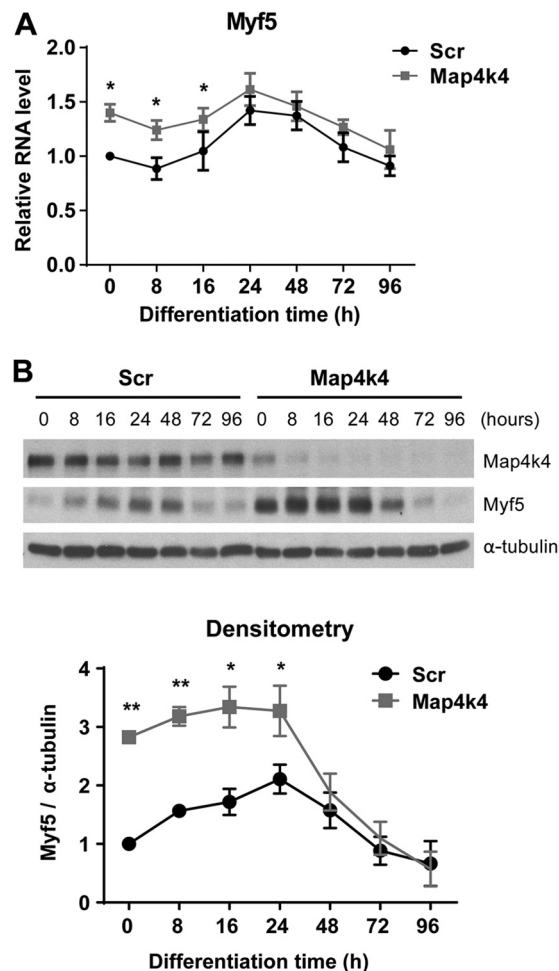 A
Myf5
Scr
Map4k4
Relative RNA level
2.0
1.5
1.0
0.5
0.0
* * *
0 8 16 24 48 72 96
Differentiation time (h)
B
Scr Map4k4
0 8 16 24 48 72 96 0 8 16 24 48 72 96 (hours)
Map4k4
Myf5
α-tubulin
Densitometry
Scr
Map4k4
Myf5 / α-tubulin
4
3
2
1
0
** ** * *
0 8 16 24 48 72 96
Differentiation time (h)